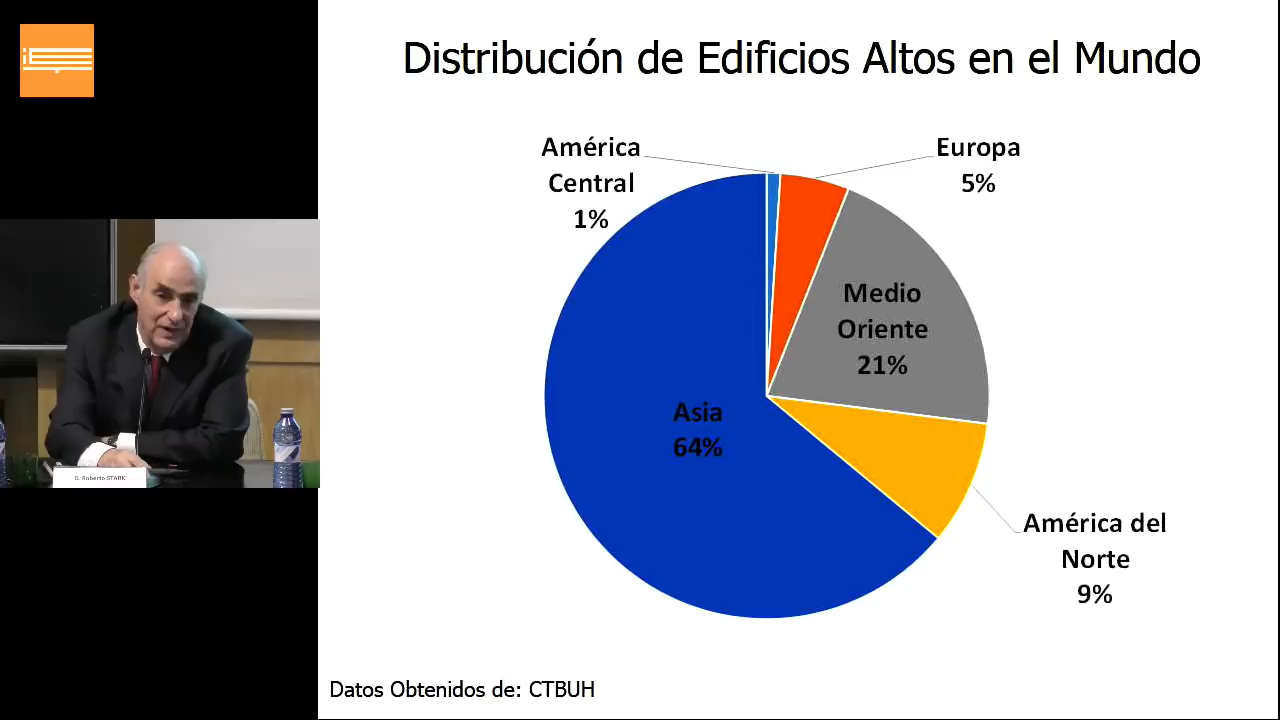 Distribución de Edificios Altos en el Mundo
América
Central
1%
Europa
5%
Medio
Oriente
21%
Asia
64%
América del
Norte
9%
D. Roberto STARK
Datos Obtenidos de: CTBUH